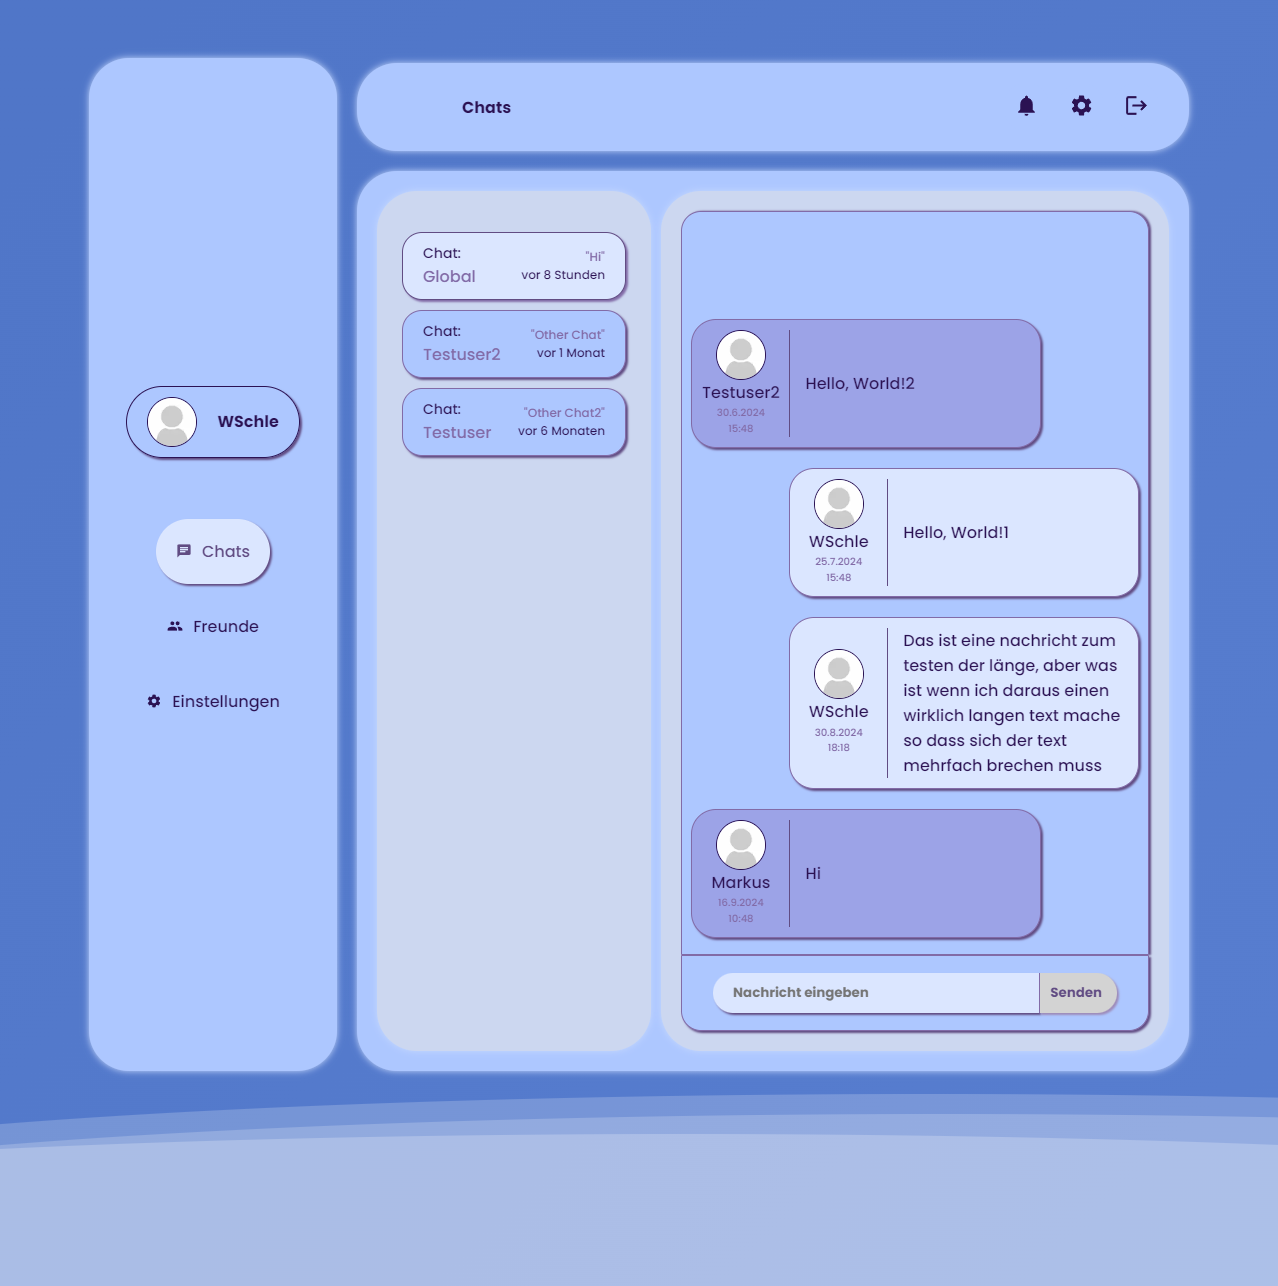 WSchle
Chats
Freunde
Einstellungen
Chats
Chat:
Global
"Hi"
vor 8 Stunden
Chat:
Testuser2
"Other Chat"
vor 1 Monat
Chat:
Testuser
"Other Chat2"
vor 6 Monaten
Testuser2
30.6.2024
15:48
Hello, World!2
WSchle
25.7.2024
15:48
Hello, World!1
WSchle
30.8.2024
18:18
Das ist eine nachricht zum
testen der länge, aber was
ist wenn ich daraus einen
wirklich langen text mache
so dass sich der text
mehrfach brechen muss
Markus
16.9.2024
10:48
Hi
Nachricht eingeben
Senden